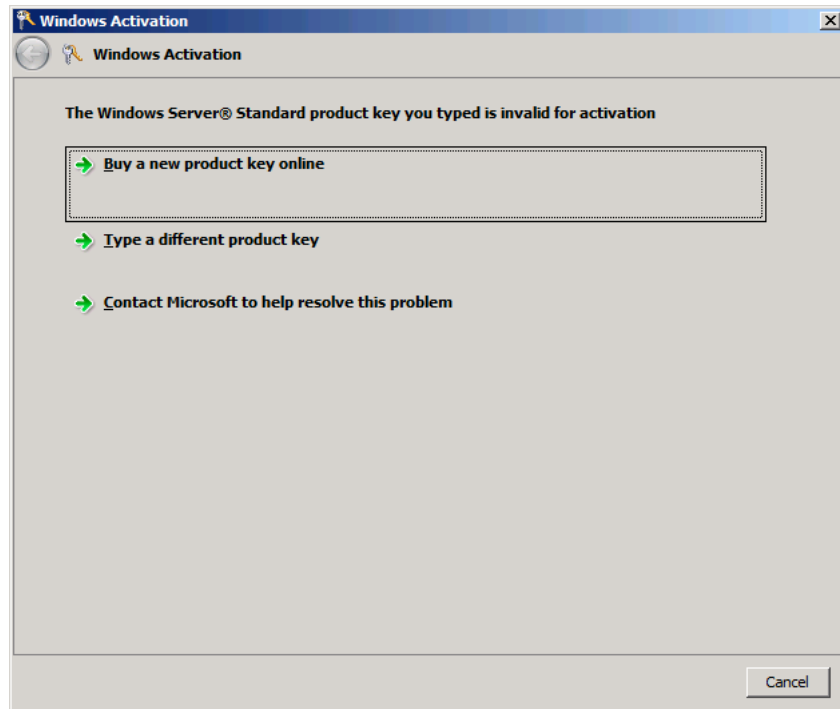 Windows Activation
Windows Activation
The Windows Server® Standard product key you typed is invalid for activation
Buy a new product key online
Type a different product key
Contact Microsoft to help resolve this problem
Cancel